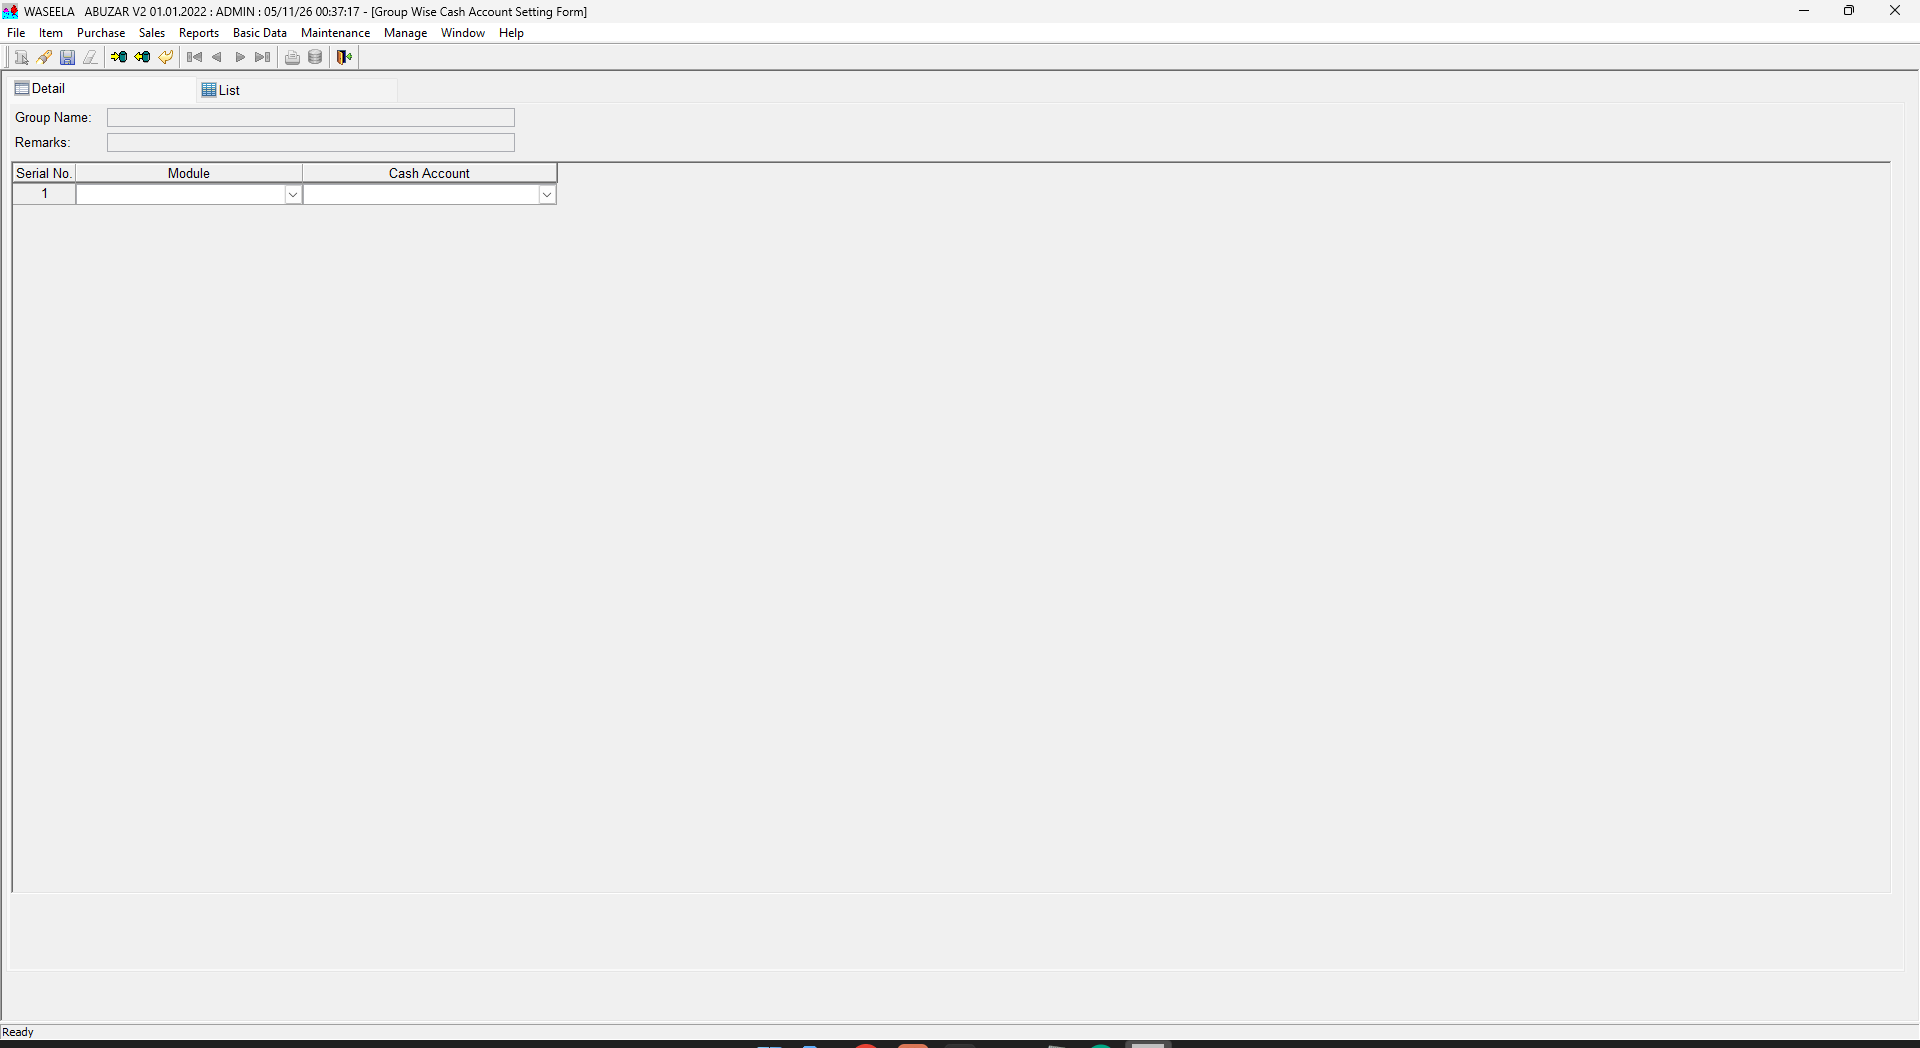 WASEELA   ABUZAR V2 01.01.2022 : ADMIN : 05/11/26 00:37:17 - [Group Wise Cash Account Setting Form]
File Item Purchase Sales Reports Basic Data Maintenance Manage Window Help
Detail List
Group Name:
Remarks:
Serial No. Module Cash Account
1
Ready